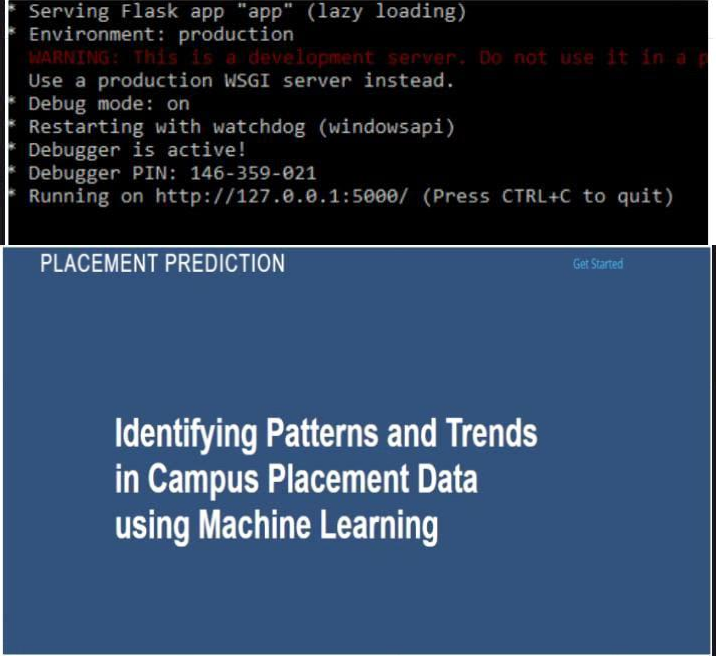 * Serving Flask app "app" (lazy loading)
* Environment: production
WARNING: This is a development server. Do not use it in a p
Use a production WSGI server instead.
* Debug mode: on
* Restarting with watchdog (windowsapi)
* Debugger is active!
* Debugger PIN: 146-359-021
* Running on http://127.0.0.1:5000/ (Press CTRL+C to quit)
PLACEMENT PREDICTION
Get Started
Identifying Patterns and Trends
in Campus Placement Data
using Machine Learning